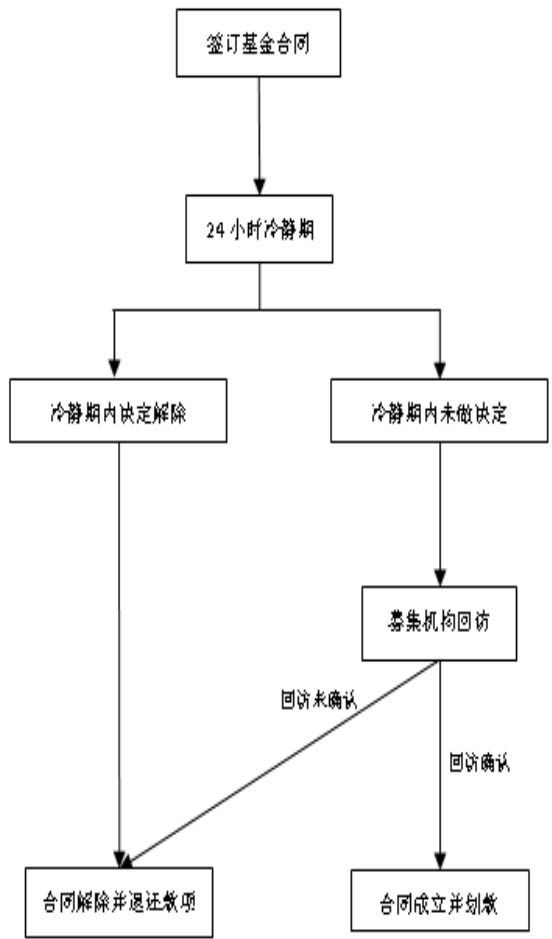 签订基金合同
24 小时冷静期
冷静期内决定解除
冷静期内未做决定
募集机构回访
回访未确认
回访确认
合同解除并退还款项
合同成立并划款